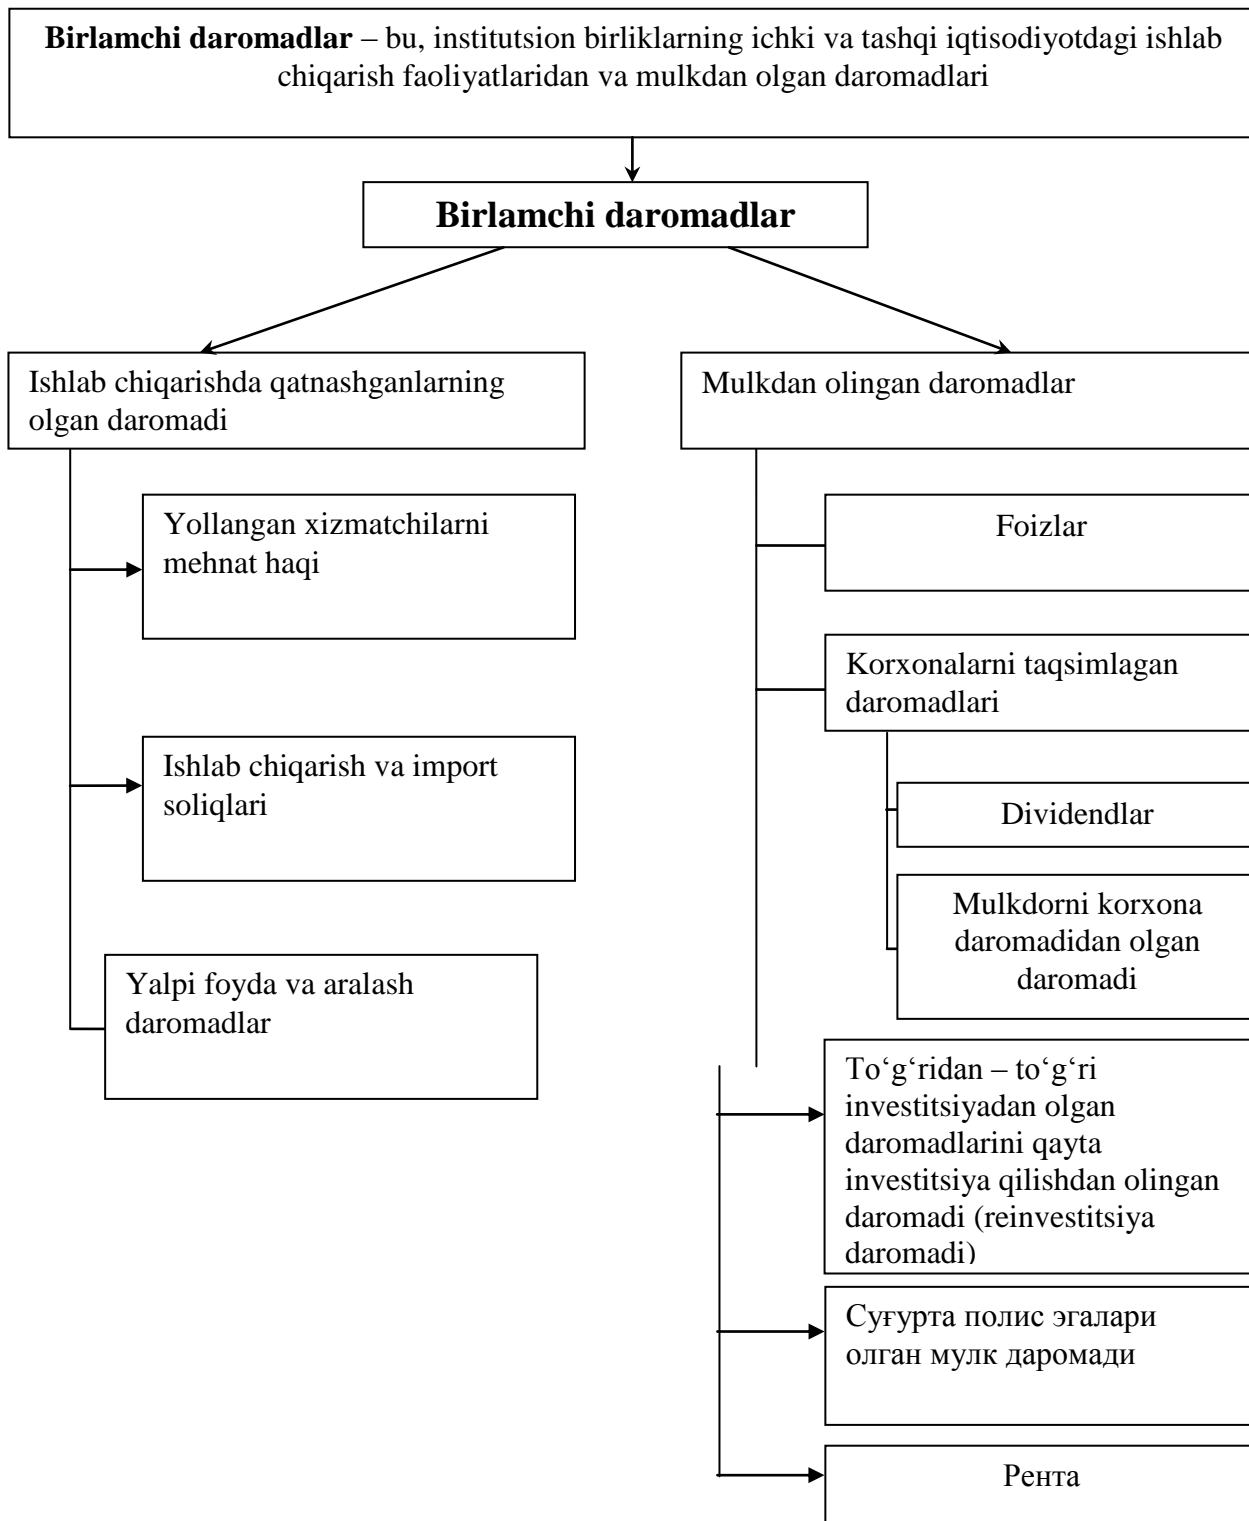 Birlamchi daromadlar – bu, institutsion birliklarning ichki va tashqi iqtisodiyotdagi ishlab
chiqarish faoliyatlaridan va mulkdan olgan daromadlari
Birlamchi daromadlar
Ishlab chiqarishda qatnashganlarning
olgan daromadi
Yollangan xizmatchilarni
mehnat haqi
Ishlab chiqarish va import
soliqlari
Yalpi foyda va aralash
daromadlar
Mulkdan olingan daromadlar
Foizlar
Korxonalarni taqsimlagan
daromadlari
Dividendlar
Mulkdorni korxona
daromadidan olgan
daromadi
To‘g‘ridan – to‘g‘ri
investitsiyadan olgan
daromadlarini qayta
investitsiya qilishdan olingan
daromadi (reinvestitsiya
daromadi)
Суғурта полис эгалари
олган мулк даромади
Рента